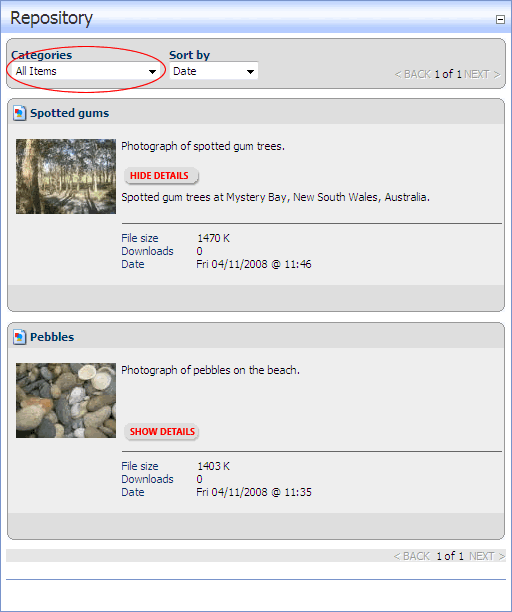 Repository
Categories Sort by
All Items Date < BACK 1 of 1 NEXT >
Spotted gums
Photograph of spotted gum trees.
HIDE DETAILS
Spotted gum trees at Mystery Bay, New South Wales, Australia.
File size 1470 K
Downloads 0
Date Fri 04/11/2008 @ 11:46
Pebbles
Photograph of pebbles on the beach.
SHOW DETAILS
File size 1403 K
Downloads 0
Date Fri 04/11/2008 @ 11:35
< BACK 1 of 1 NEXT >